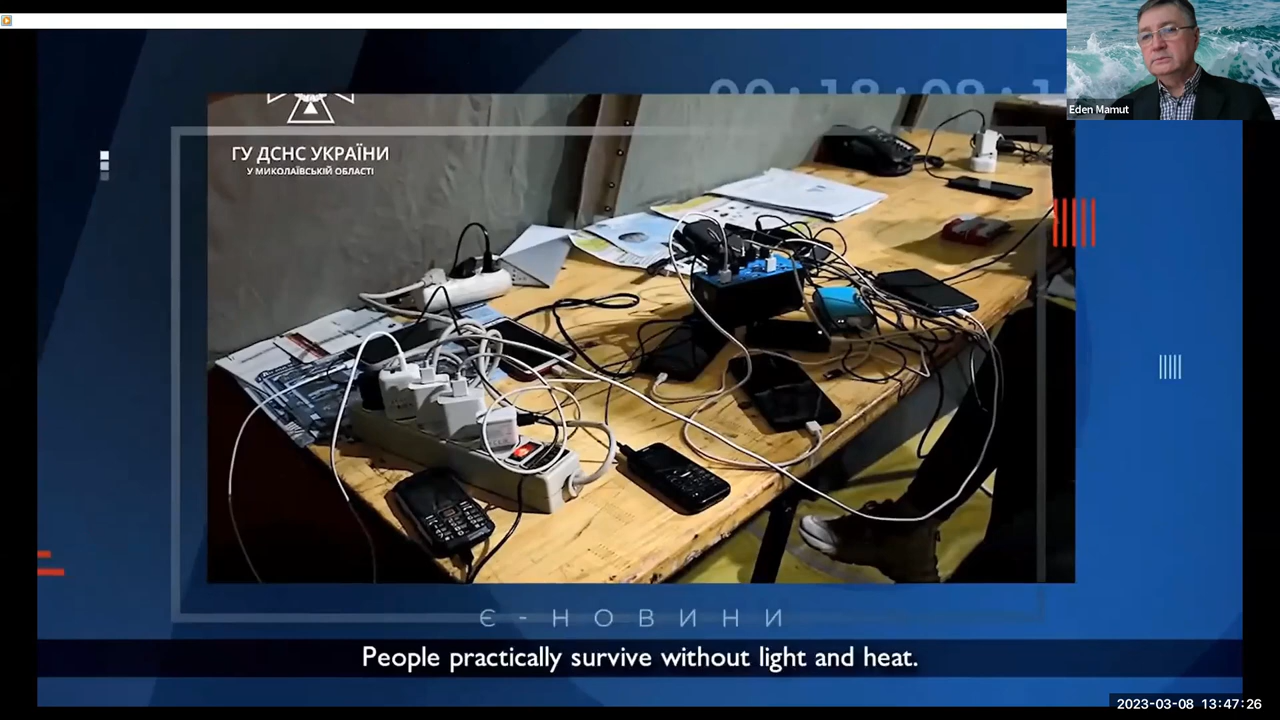 Eden Mamut
ГУ ДСНС УКРАЇНИ
У МИКОЛАЇВСЬКІЙ ОБЛАСТІ
Є-НОВИНИ
People practically survive without light and heat.
2023-03-08 13:47:26